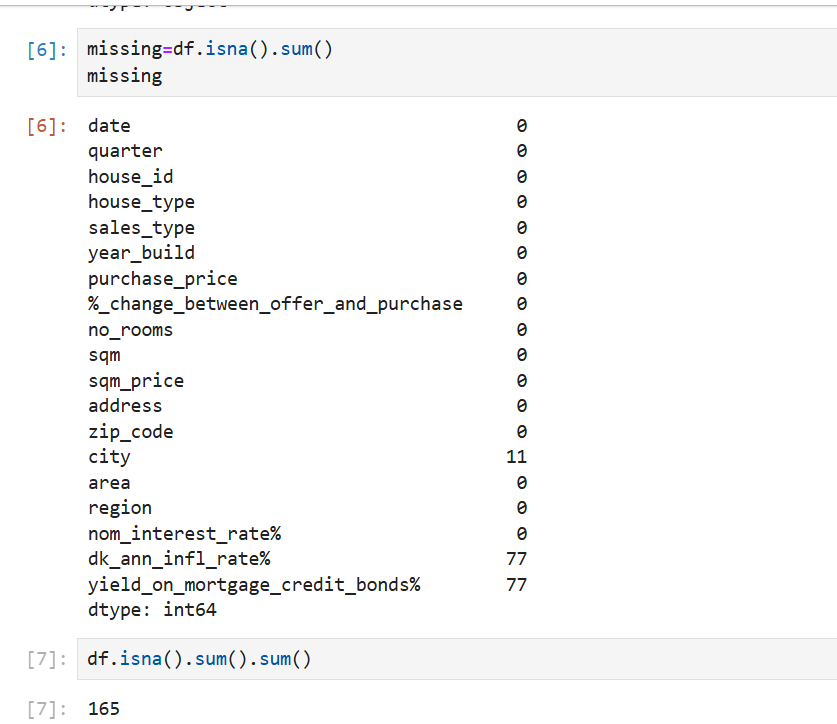 [6]: missing=df.isna().sum()
missing
[6]: date 0
quarter 0
house_id 0
house_type 0
sales_type 0
year_build 0
purchase_price 0
%_change_between_offer_and_purchase 0
no_rooms 0
sqm 0
sqm_price 0
address 0
zip_code 0
city 11
area 0
region 0
nom_interest_rate% 0
dk_ann_infl_rate% 77
yield_on_mortgage_credit_bonds% 77
dtype: int64
[7]: df.isna().sum().sum()
[7]: 165